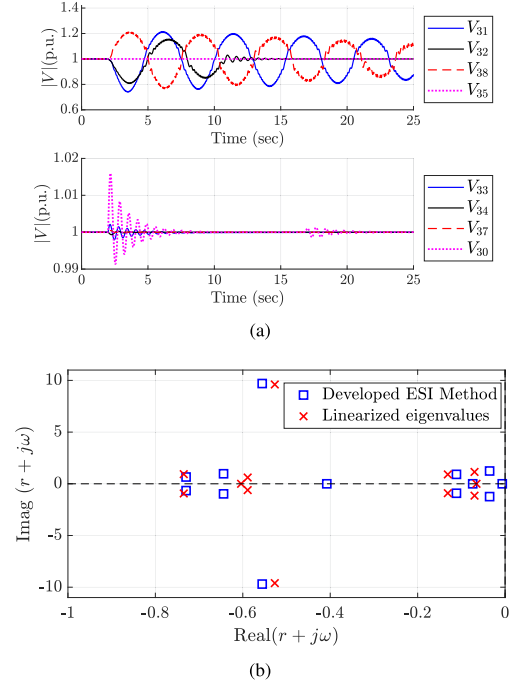 1.4
1.2
1
0.8
0.6
|V|(p.u.)
0 5 10 15 20 25
Time (sec)
V31
V32
V38
V35
1.02
1.01
1
0.99
|V|(p.u.)
0 5 10 15 20 25
Time (sec)
V33
V34
V37
V30
(a)
10
5
0
-5
-10
Imag (r + jω)
Developed ESI Method
Linearized eigenvalues
-1 -0.8 -0.6 -0.4 -0.2 0
Real(r + jω)
(b)